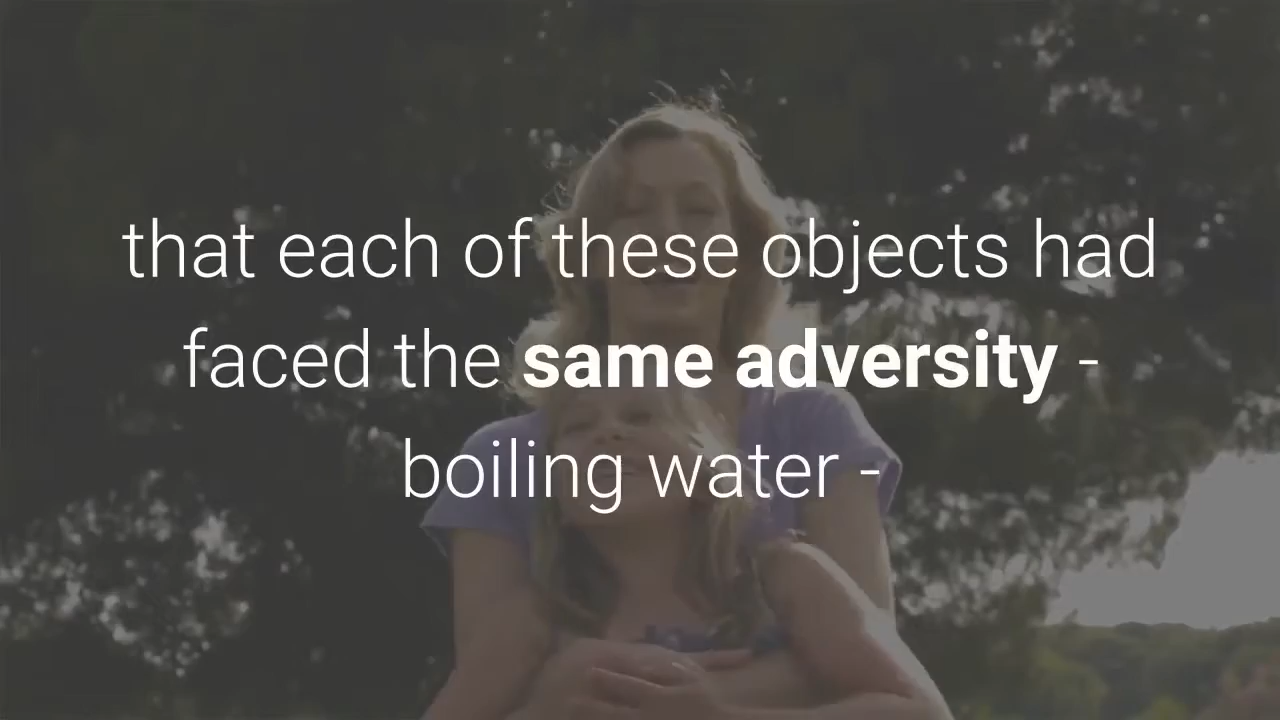 that each of these objects had
faced the same adversity -
boiling water -